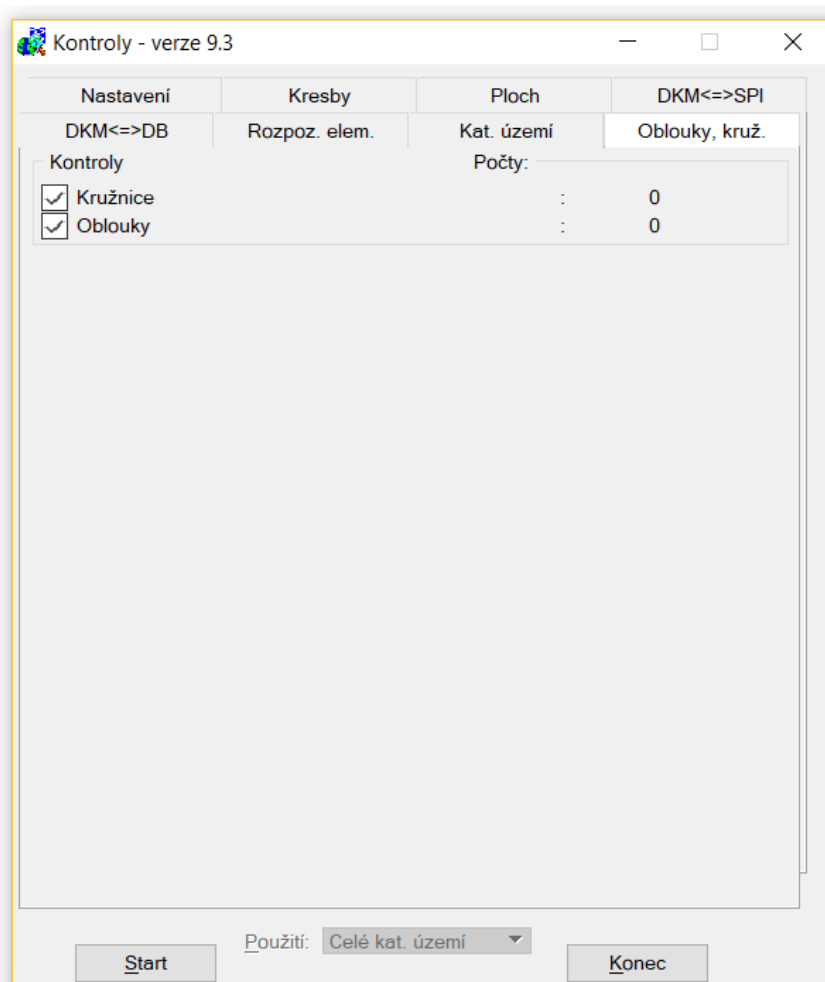 Kontroly - verze 9.3
Nastavení Kresby Ploch DKM<=>SPI
DKM<=>DB Rozpoz. elem. Kat. území Oblouky, kruž.
Kontroly Počty:
Kružnice : 0
Oblouky : 0
Použití: Celé kat. území
Start Konec